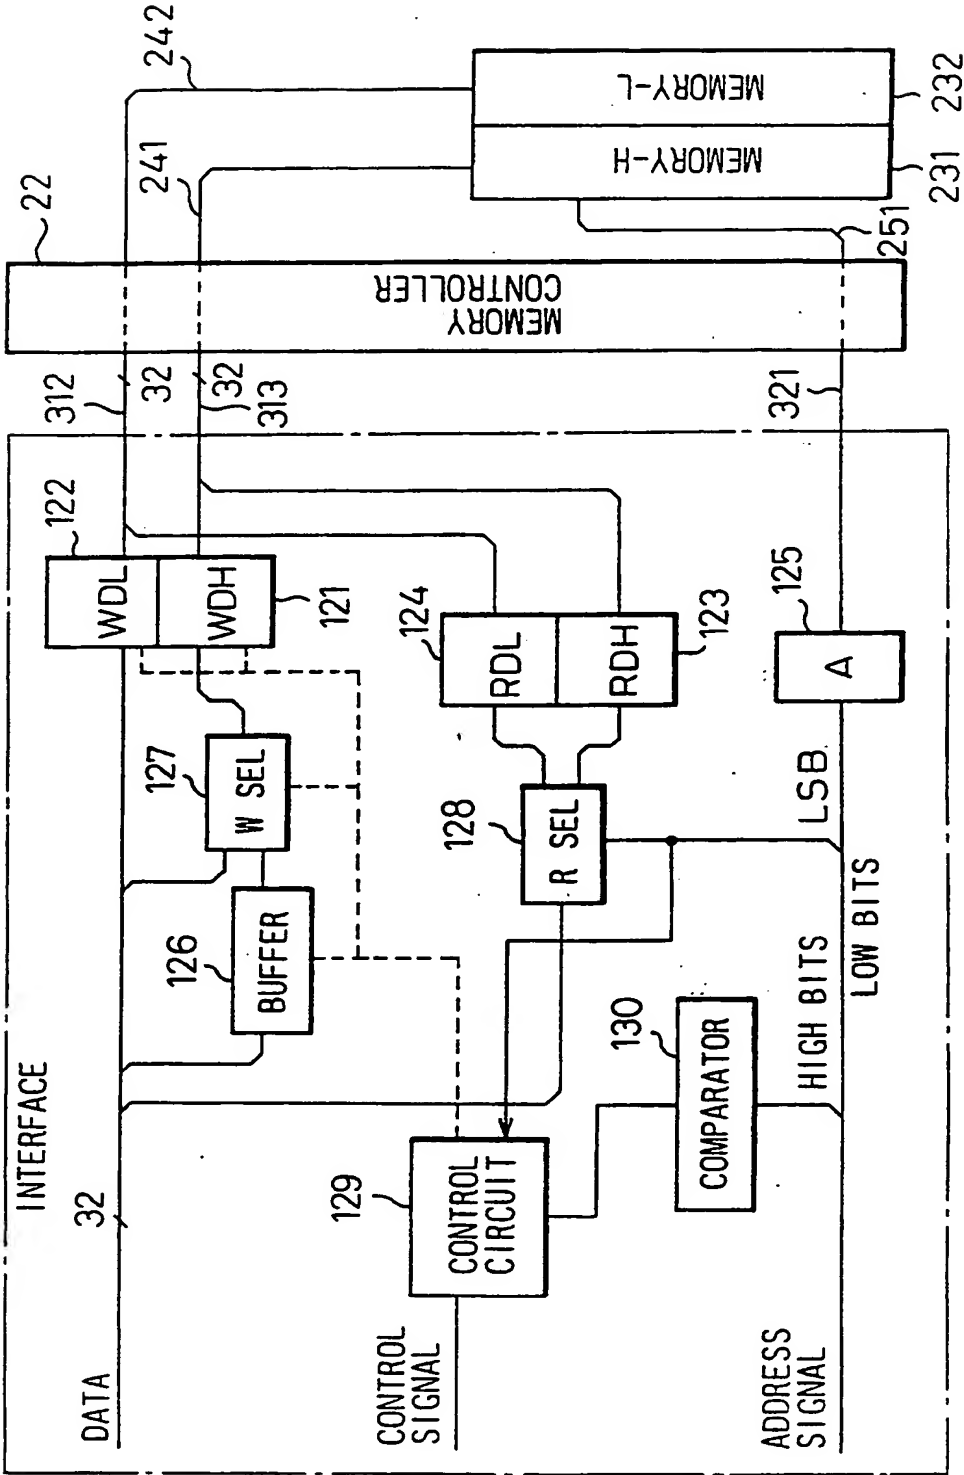 INTERFACE
DATA
32
BUFFER
126
W SEL
127
WDL
122
WDH
121
312
32
32
313
22
MEMORY
CONTROLLER
241
242
MEMORY-L
232
MEMORY-H
231
251
CONTROL
SIGNAL
CONTROL
CIRCUIT
129
R SEL
128
RDL
124
RDH
123
COMPARATOR
130
ADDRESS
SIGNAL
HIGH BITS
LOW BITS
LSB
A
125
321